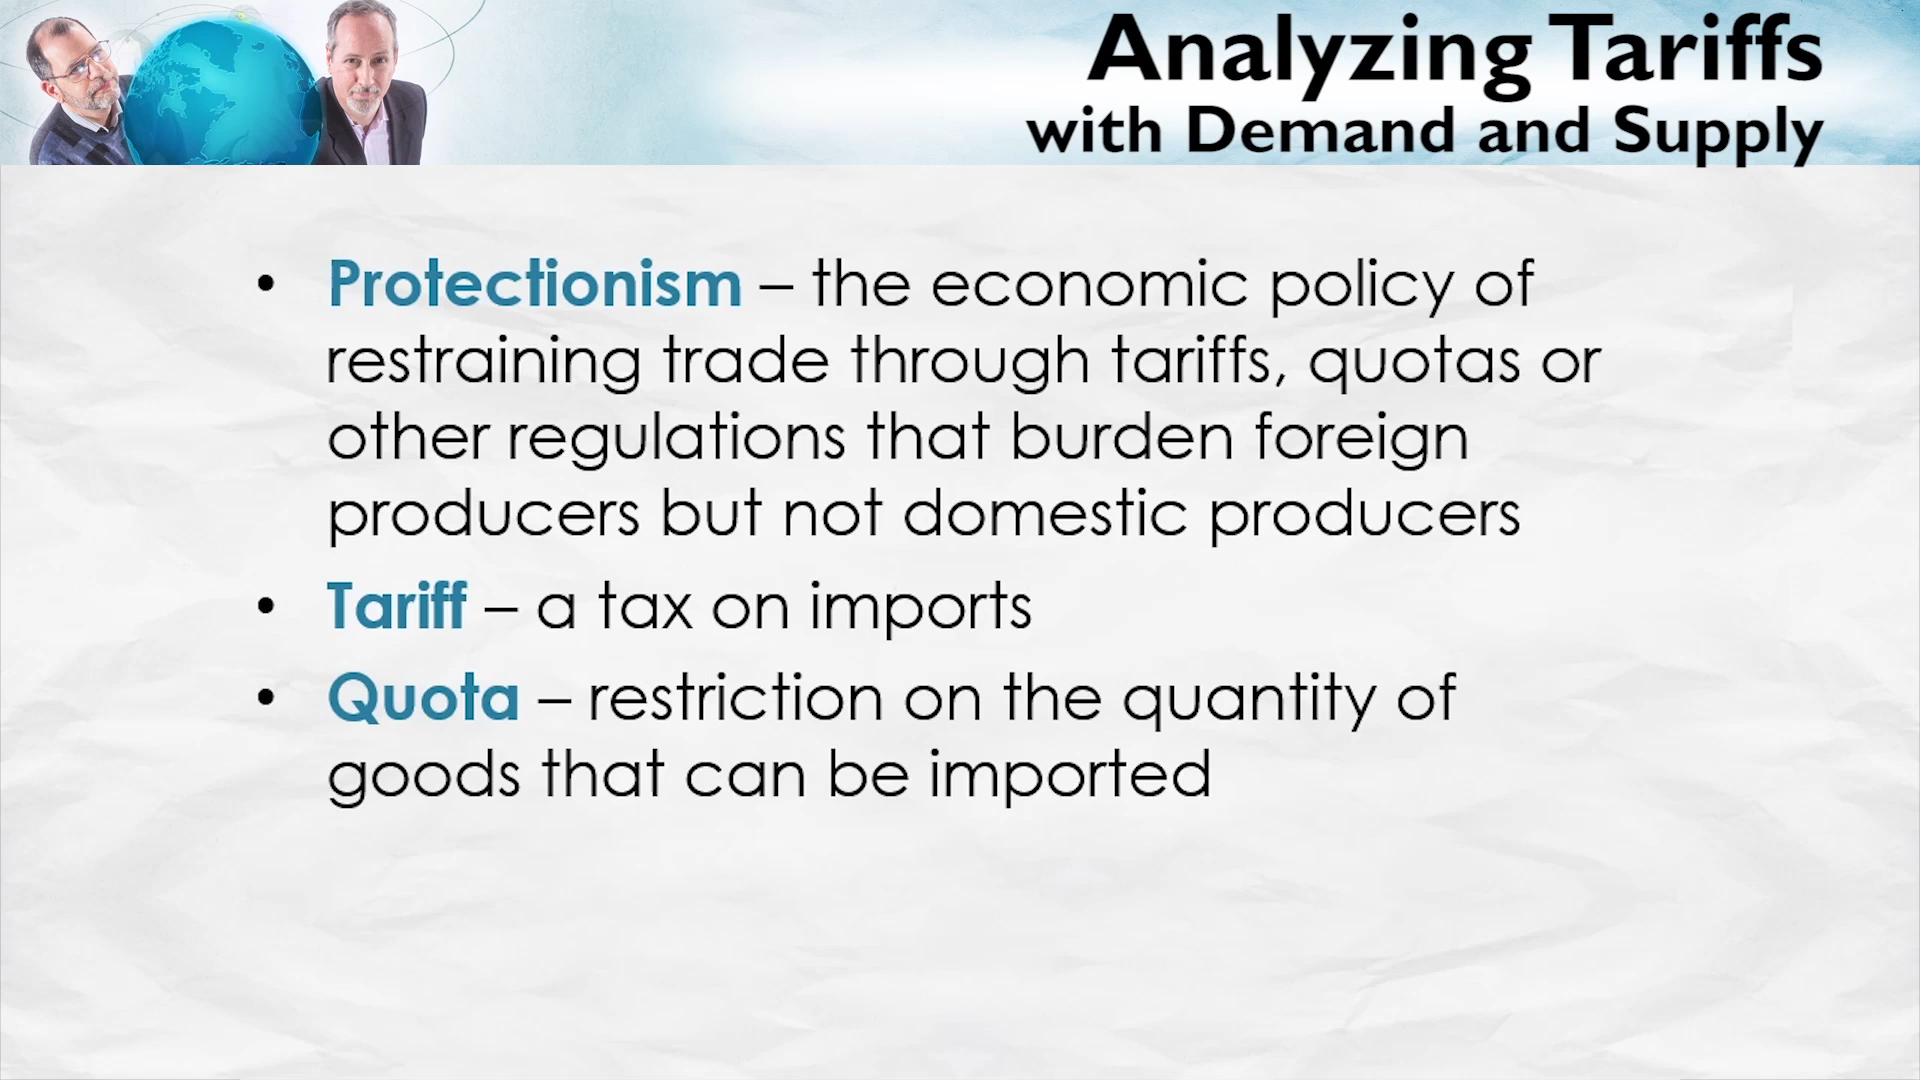 Analyzing Tariffs
with Demand and Supply
• Protectionism – the economic policy of
restraining trade through tariffs, quotas or
other regulations that burden foreign
producers but not domestic producers
• Tariff – a tax on imports
• Quota – restriction on the quantity of
goods that can be imported